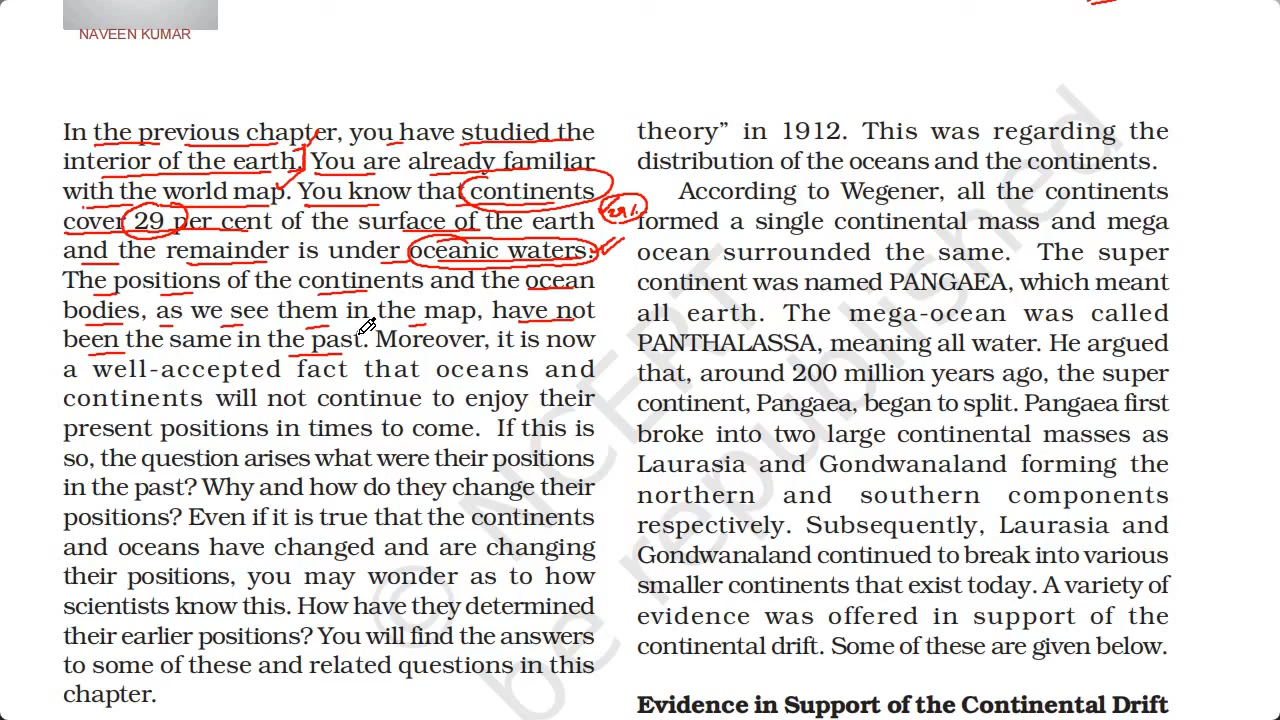 NAVEEN KUMAR
In the previous chapter, you have studied the
interior of the earth. You are already familiar
with the world map. You know that continents
cover 29 per cent of the surface of the earth
and the remainder is under oceanic waters.
The positions of the continents and the ocean
bodies, as we see them in the map, have not
been the same in the past. Moreover, it is now
a well-accepted fact that oceans and
continents will not continue to enjoy their
present positions in times to come. If this is
so, the question arises what were their positions
in the past? Why and how do they change their
positions? Even if it is true that the continents
and oceans have changed and are changing
their positions, you may wonder as to how
scientists know this. How have they determined
their earlier positions? You will find the answers
to some of these and related questions in this
chapter.
29%
theory” in 1912. This was regarding the
distribution of the oceans and the continents.
According to Wegener, all the continents
formed a single continental mass and mega
ocean surrounded the same. The super
continent was named PANGAEA, which meant
all earth. The mega-ocean was called
PANTHALASSA, meaning all water. He argued
that, around 200 million years ago, the super
continent, Pangaea, began to split. Pangaea first
broke into two large continental masses as
Laurasia and Gondwanaland forming the
northern and southern components
respectively. Subsequently, Laurasia and
Gondwanaland continued to break into various
smaller continents that exist today. A variety of
evidence was offered in support of the
continental drift. Some of these are given below.
Evidence in Support of the Continental Drift
© NCERT
be republished